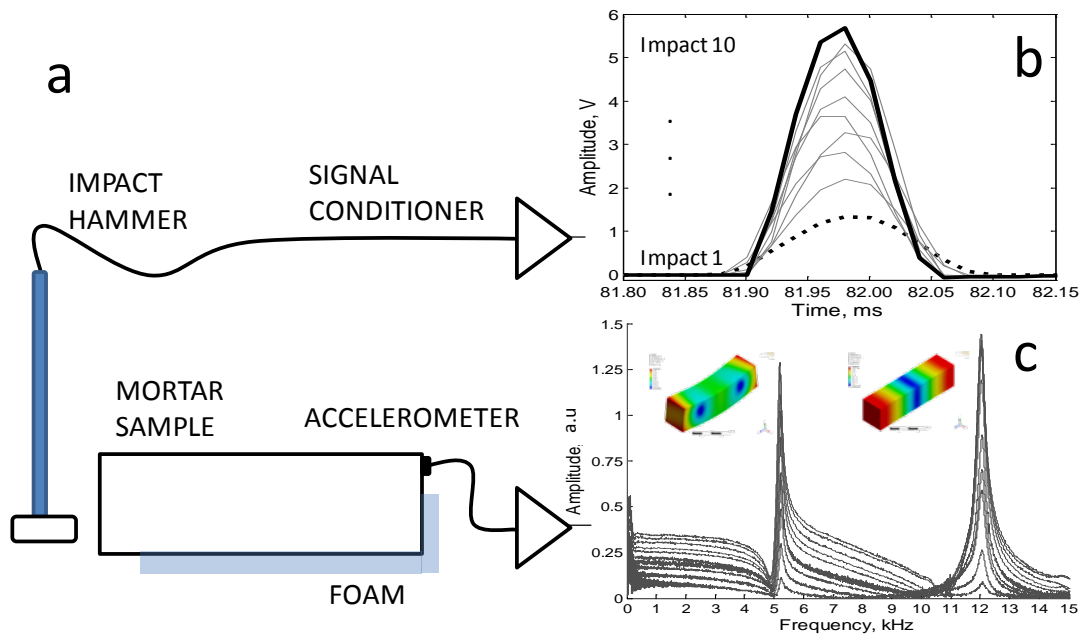 a
IMPACT
HAMMER
SIGNAL
CONDITIONER
MORTAR
SAMPLE
ACCELEROMETER
FOAM
b
Impact 10
Impact 1
Amplitude, V
6
5
4
3
2
1
0
81.80 81.85 81.90 81.95 82.00 82.05 82.10 82.15
Time, ms
c
Amplitude, a.u
1.5
1.25
1
0.75
0.5
0.25
0
0 1 2 3 4 5 6 7 8 9 10 11 12 13 14 15
Frequency, kHz